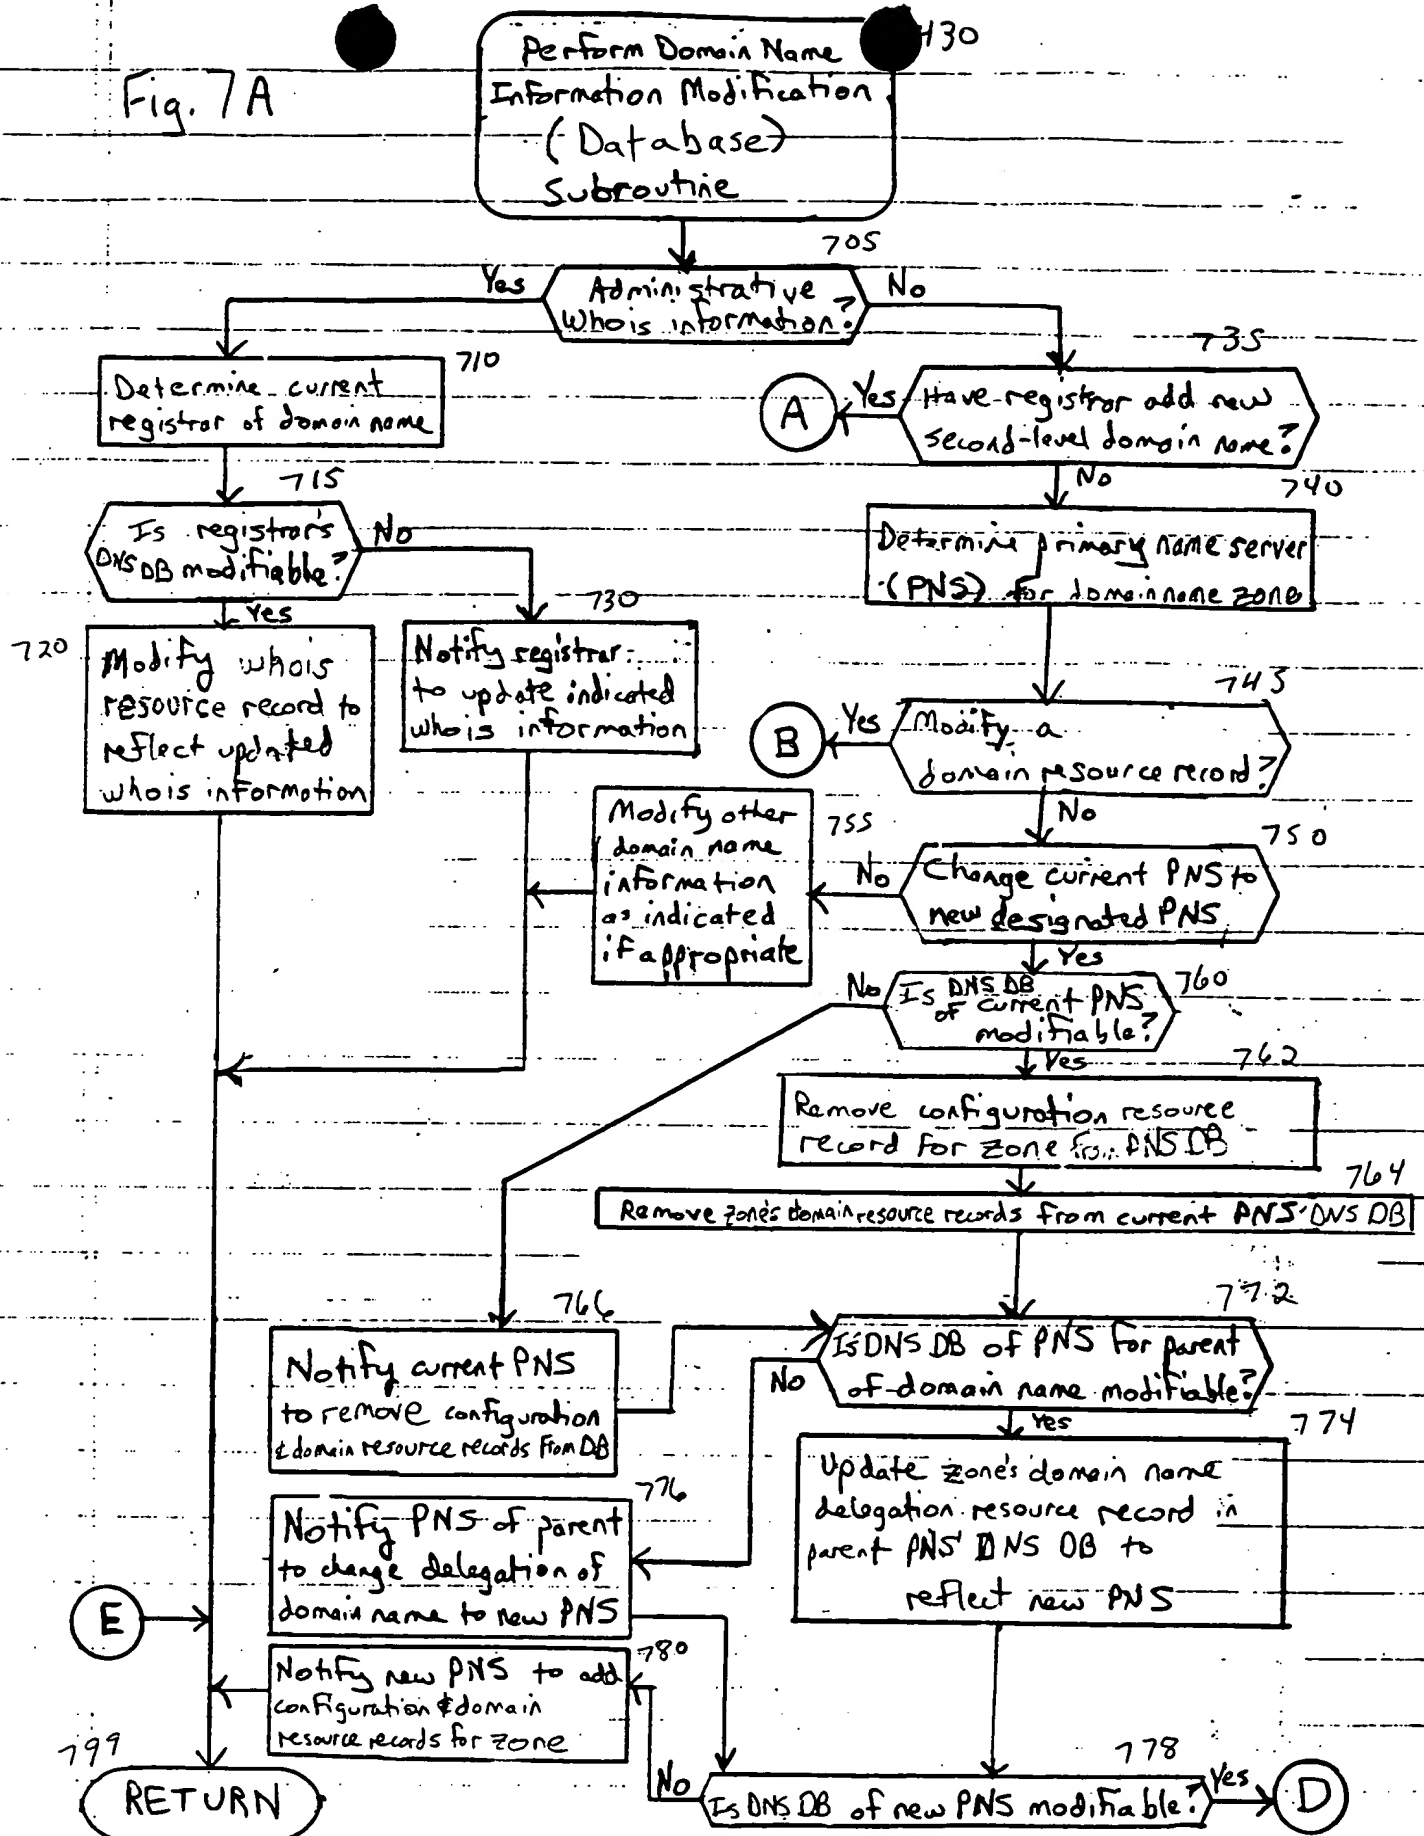 Fig. 7A
430
Perform Domain Name
Information Modification
(Database)
Subroutine
705
Administrative
Whois information?
Yes
No
710
Determine current
registrar of domain name
735
Have registrar add new
second-level domain name?
Yes
A
No
715
Is registrar's
DNS DB modifiable?
No
Yes
740
Determine primary name server
(PNS) for domain name zone
720
Modify whois
resource record to
reflect updated
whois information
730
Notify registrar
to update indicated
whois information
745
Modify a
domain resource record?
Yes
B
No
755
Modify other
domain name
information
as indicated
if appropriate
750
Change current PNS to
new designated PNS
No
Yes
760
Is DNS DB
of current PNS
modifiable?
No
Yes
762
Remove configuration resource
record for zone from PNS DB
764
Remove zone's domain resource records from current PNS' DNS DB
766
Notify current PNS
to remove configuration
& domain resource records from DB
772
Is DNS DB of PNS for parent
of domain name modifiable?
No
Yes
774
Update zone's domain name
delegation resource record in
parent PNS' DNS DB to
reflect new PNS
776
Notify PNS of parent
to change delegation of
domain name to new PNS
E
780
Notify new PNS to add
configuration & domain
resource records for zone
799
RETURN
778
Is DNS DB of new PNS modifiable?
No
Yes
D